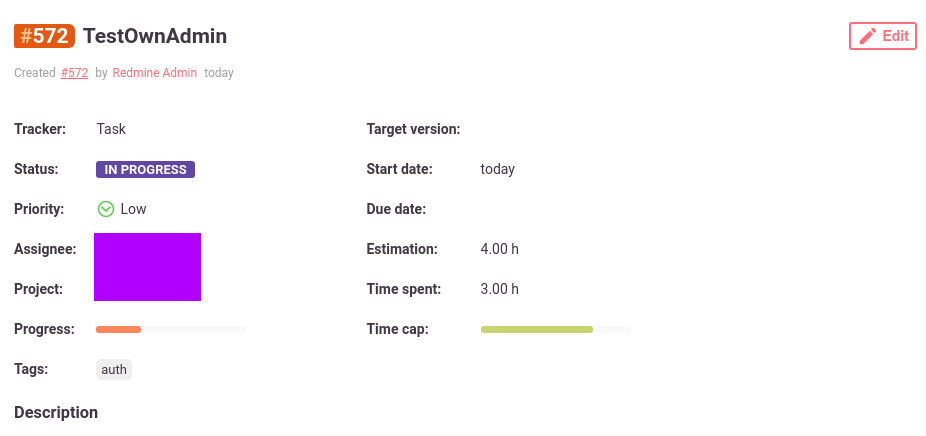 #572 TestOwnAdmin
Edit
Created #572 by Redmine Admin today
Tracker: Task
Target version:
Status: IN PROGRESS
Start date: today
Priority: Low
Due date:
Assignee:
Estimation: 4.00 h
Project:
Time spent: 3.00 h
Progress:
Time cap:
Tags: auth
Description